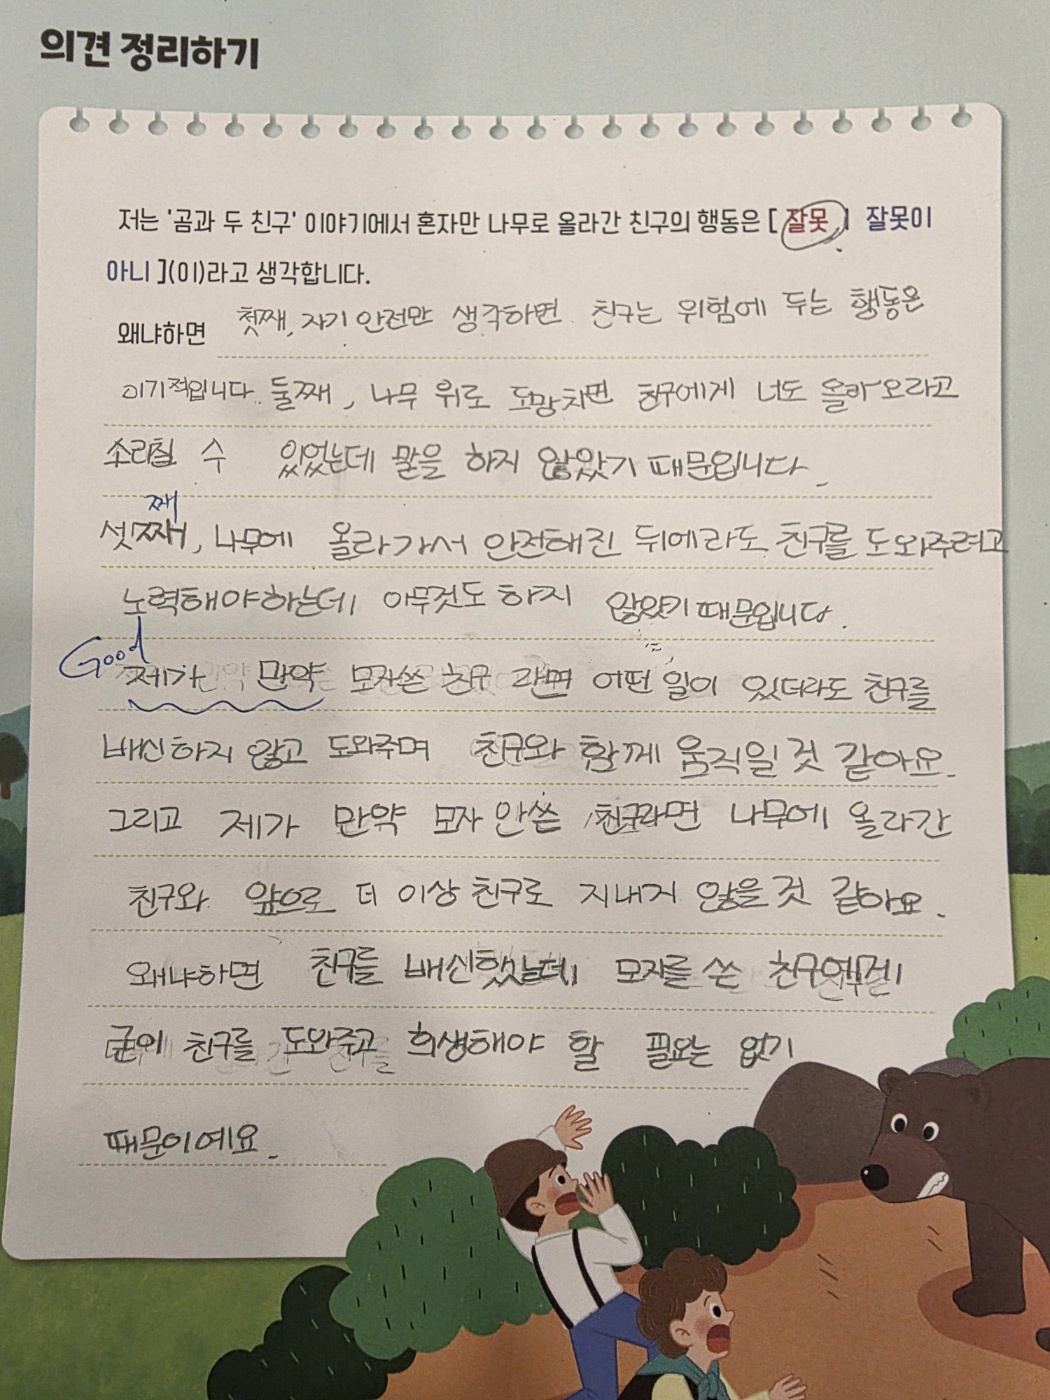 의견 정리하기
저는 '곰과 두 친구' 이야기에서 혼자만 나무로 올라간 친구의 행동은 [ 잘못 ] 잘못이
아니 ](이)라고 생각합니다.
왜냐하면 첫째, 자기 안전만 생각하면 친구는 위험에 두는 행동은
이기적입니다. 둘째, 나무 위로 도망치면 친구에게 너도 올라오라고
소리칠 수 있었는데 말을 하지 않았기 때문입니다.
째
셋째, 나무에 올라가서 안전해진 뒤에라도 친구를 도와주려고
노력해야하는데 아무것도 하지 않았기 때문입니다.
Good
제가 만약 모자쓴 친구 라면 어떤 일이 있더라도 친구를
배신하지 않고 도와주며 친구와 함께 움직일 것 같아요.
그리고 제가 만약 모자 안쓴 친구라면 나무에 올라간
친구와 앞으로 더 이상 친구로 지내지 않을 것 같아요.
왜냐하면 친구를 배신했는데 모자를 쓴 친구에게
굳이 친구를 도와주고 희생해야 할 필요는 없기
때문이에요.